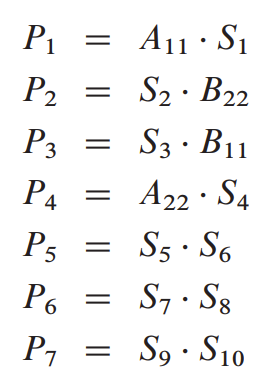 P₁ = A₁₁ · S₁
P₂ = S₂ · B₂₂
P₃ = S₃ · B₁₁
P₄ = A₂₂ · S₄
P₅ = S₅ · S₆
P₆ = S₇ · S₈
P₇ = S₉ · S₁₀